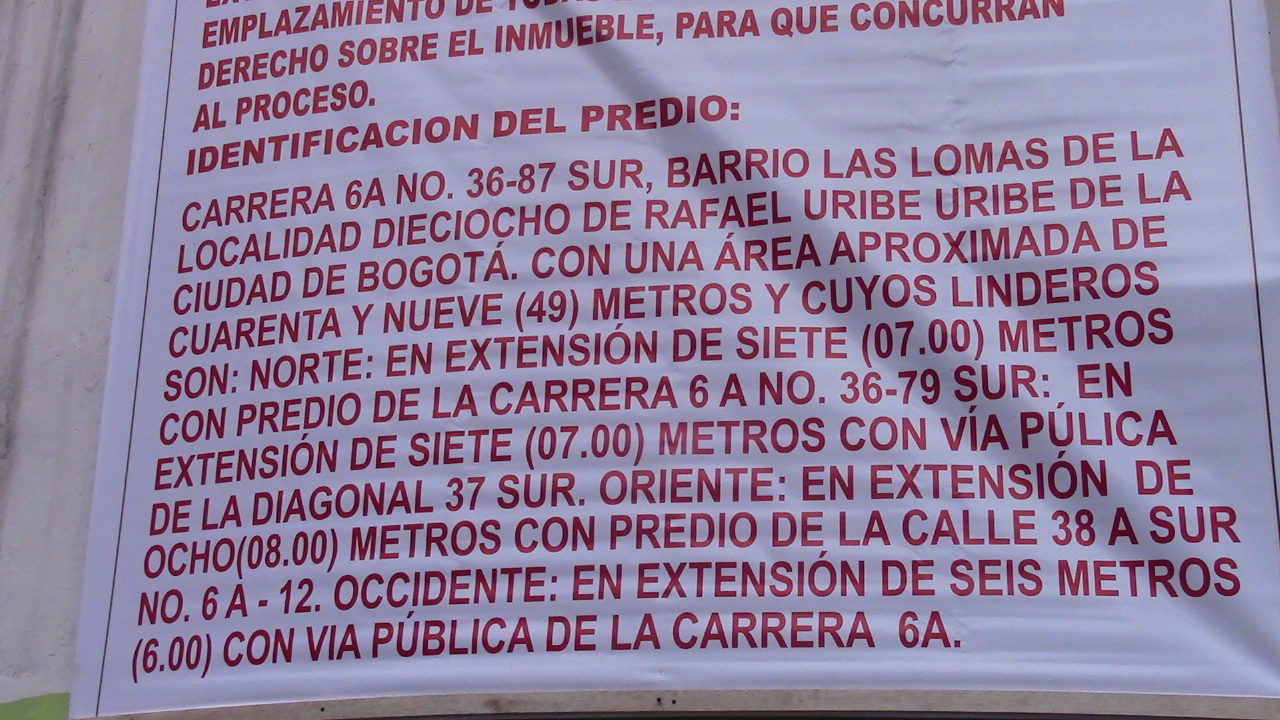 EMPLAZAMIENTO DE TODAS
DERECHO SOBRE EL INMUEBLE, PARA QUE CONCURRAN
AL PROCESO.
IDENTIFICACION DEL PREDIO:
CARRERA 6A NO. 36-87 SUR, BARRIO LAS LOMAS DE LA
LOCALIDAD DIECIOCHO DE RAFAEL URIBE URIBE DE LA
CIUDAD DE BOGOTÁ. CON UNA ÁREA APROXIMADA DE
CUARENTA Y NUEVE (49) METROS Y CUYOS LINDEROS
SON: NORTE: EN EXTENSIÓN DE SIETE (07.00) METROS
CON PREDIO DE LA CARRERA 6 A NO. 36-79 SUR: EN
EXTENSIÓN DE SIETE (07.00) METROS CON VÍA PÚLICA
DE LA DIAGONAL 37 SUR. ORIENTE: EN EXTENSIÓN DE
OCHO(08.00) METROS CON PREDIO DE LA CALLE 38 A SUR
NO. 6 A - 12. OCCIDENTE: EN EXTENSIÓN DE SEIS METROS
(6.00) CON VIA PÚBLICA DE LA CARRERA 6A.